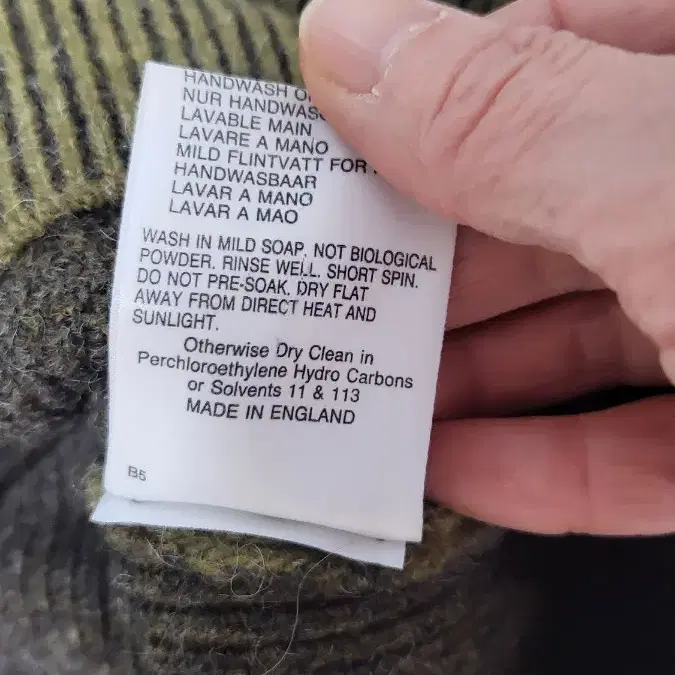 HANDWASH
NUR HANDWAS
LAVABLE MAIN
LAVARE A MANO
MILD FLINTVATT FOR
HANDWASBAAR
LAVAR A MANO
LAVAR A MAO
WASH IN MILD SOAP, NOT BIOLOGICAL
POWDER. RINSE WELL. SHORT SPIN.
DO NOT PRE-SOAK. DRY FLAT
AWAY FROM DIRECT HEAT AND
SUNLIGHT.
Otherwise Dry Clean in
Perchloroethylene Hydro Carbons
or Solvents 11 & 113
MADE IN ENGLAND
B5